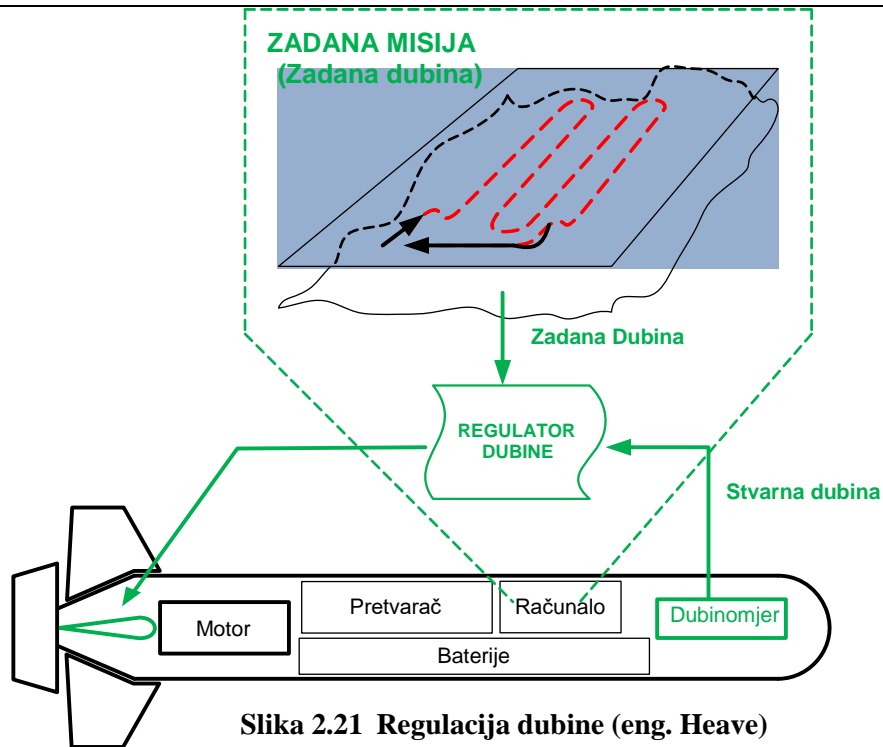 ZADANA MISIJA
(Zadana dubina)
Zadana Dubina
REGULATOR
DUBINE
Stvarna dubina
Motor
Pretvarač
Računalo
Dubinomjer
Baterije
Slika 2.21 Regulacija dubine (eng. Heave)